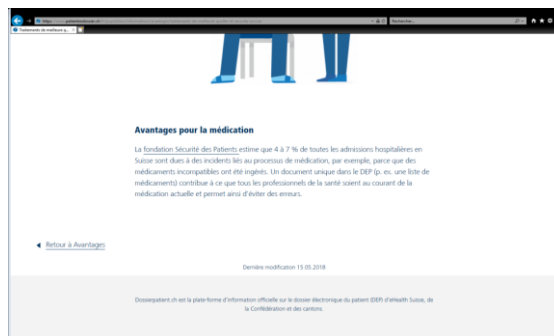 patientendossier.ch
Rechercher...
Traitements de meilleure q...
Avantages pour la médication
La fondation Sécurité des Patients estime que 4 à 7 % de toutes les admissions hospitalières en
Suisse sont dues à des incidents liés au processus de médication, par exemple, parce que des
médicaments incompatibles ont été ingérés. Un document unique dans le DEP (p. ex. une liste de
médicaments) contribue à ce que tous les professionnels de la santé soient au courant de la
médication actuelle et permet ainsi d'éviter des erreurs.
Retour à Avantages
Dernière modification 15.05.2018
Dossierpatient.ch est la plate-forme d'information officielle sur le dossier électronique du patient (DEP) d'eHealth Suisse, de
la Confédération et des cantons.